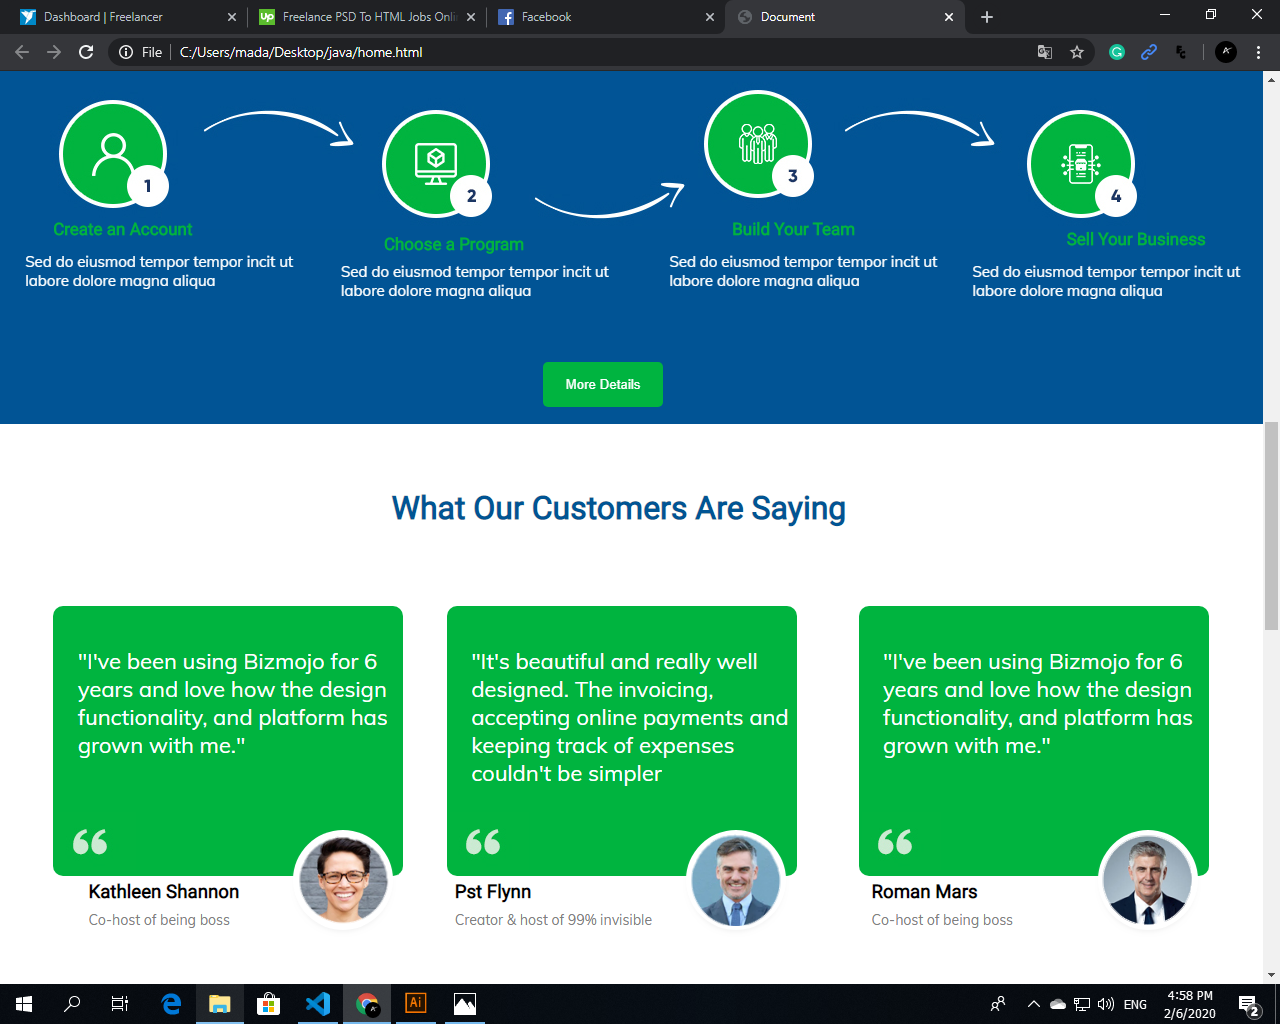 Dashboard | Freelancer
Up
Freelance PSD To HTML Jobs Onli
Facebook
Document
File
C:/Users/mada/Desktop/java/home.html
1
2
3
4
Create an Account
Choose a Program
Build Your Team
Sell Your Business
Sed do eiusmod tempor tempor incit ut
labore dolore magna aliqua
Sed do eiusmod tempor tempor incit ut
labore dolore magna aliqua
Sed do eiusmod tempor tempor incit ut
labore dolore magna aliqua
Sed do eiusmod tempor tempor incit ut
labore dolore magna aliqua
More Details
What Our Customers Are Saying
"I've been using Bizmojo for 6
years and love how the design
functionality, and platform has
grown with me."
Kathleen Shannon
Co-host of being boss
"It's beautiful and really well
designed. The invoicing,
accepting online payments and
keeping track of expenses
couldn't be simpler
Pst Flynn
Creator & host of 99% invisible
"I've been using Bizmojo for 6
years and love how the design
functionality, and platform has
grown with me."
Roman Mars
Co-host of being boss
Ai
ENG
4:58 PM
2/6/2020
2